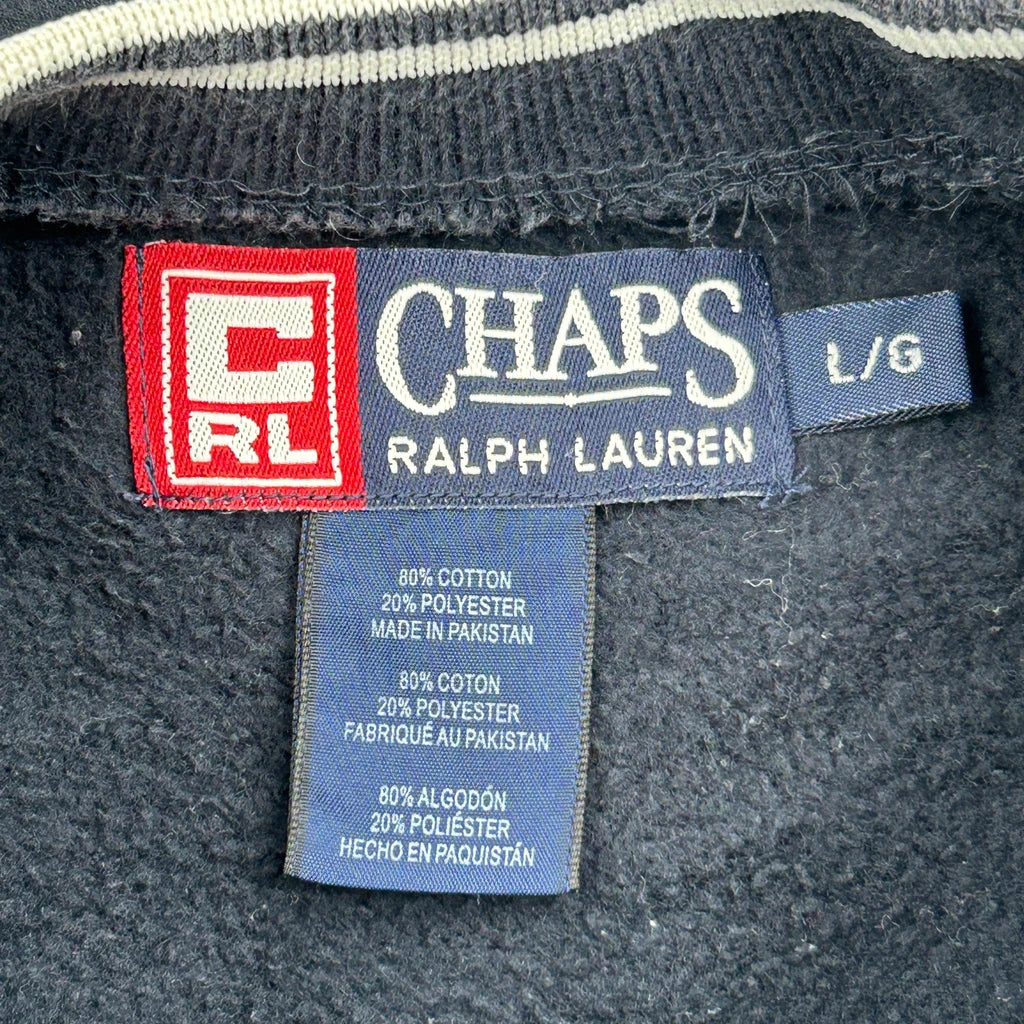 C
RL
CHAPS
RALPH LAUREN
L/G
80% COTTON
20% POLYESTER
MADE IN PAKISTAN
80% COTON
20% POLYESTER
FABRIQUÉ AU PAKISTAN
80% ALGODÓN
20% POLIÉSTER
HECHO EN PAQUISTÁN